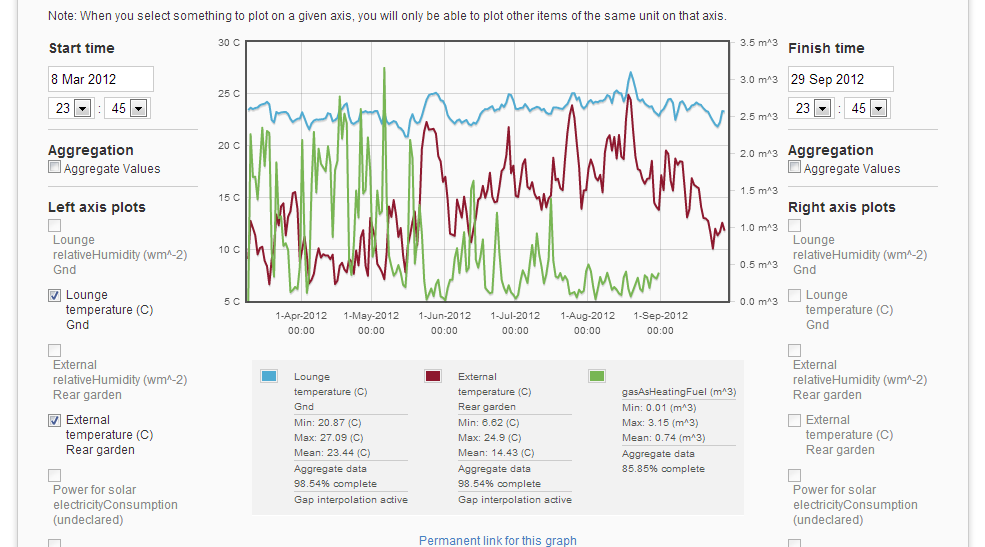 Note: When you select something to plot on a given axis, you will only be able to plot other items of the same unit on that axis.
Start time
8 Mar 2012
23 : 45
Aggregation
Aggregate Values
Left axis plots
Lounge
relativeHumidity (wm^-2)
Gnd
Lounge
temperature (C)
Gnd
External
relativeHumidity (wm^-2)
Rear garden
External
temperature (C)
Rear garden
Power for solar
electricityConsumption
(undeclared)
30 C
25 C
20 C
15 C
10 C
5 C
3.5 m^3
3.0 m^3
2.5 m^3
2.0 m^3
1.5 m^3
1.0 m^3
0.5 m^3
0.0 m^3
1-Apr-2012 1-May-2012 1-Jun-2012 1-Jul-2012 1-Aug-2012 1-Sep-2012
00:00 00:00 00:00 00:00 00:00 00:00
Lounge
temperature (C)
Gnd
Min: 20.87 (C)
Max: 27.09 (C)
Mean: 23.44 (C)
Aggregate data
98.54% complete
Gap interpolation active
External
temperature (C)
Rear garden
Min: 6.62 (C)
Max: 24.9 (C)
Mean: 14.43 (C)
Aggregate data
98.54% complete
Gap interpolation active
gasAsHeatingFuel (m^3)
Min: 0.01 (m^3)
Max: 3.15 (m^3)
Mean: 0.74 (m^3)
Aggregate data
85.85% complete
Permanent link for this graph
Finish time
29 Sep 2012
23 : 45
Aggregation
Aggregate Values
Right axis plots
Lounge
relativeHumidity (wm^-2)
Gnd
Lounge
temperature (C)
Gnd
External
relativeHumidity (wm^-2)
Rear garden
External
temperature (C)
Rear garden
Power for solar
electricityConsumption
(undeclared)